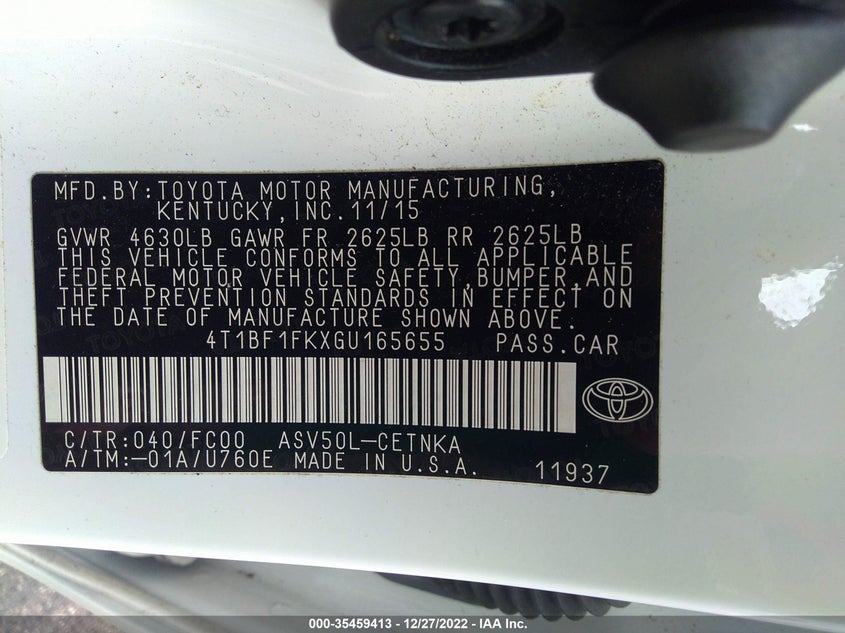 MFD.BY:TOYOTA MOTOR MANUFACTURING,
KENTUCKY,INC.11/15
GVWR 4630LB GAWR FR 2625LB RR 2625LB
THIS VEHICLE CONFORMS TO ALL APPLICABLE
FEDERAL MOTOR VEHICLE SAFETY,BUMPER,AND
THEFT PREVENTION STANDARDS IN EFFECT ON
THE DATE OF MANUFACTURE SHOWN ABOVE.
4T1BF1FKXGU165655 PASS.CAR
C/TR:040/FC00 ASV50L-CETNKA
A/TM:-01A/U760E MADE IN U.S.A. 11937
000-35459413 - 12/27/2022 - IAA Inc.